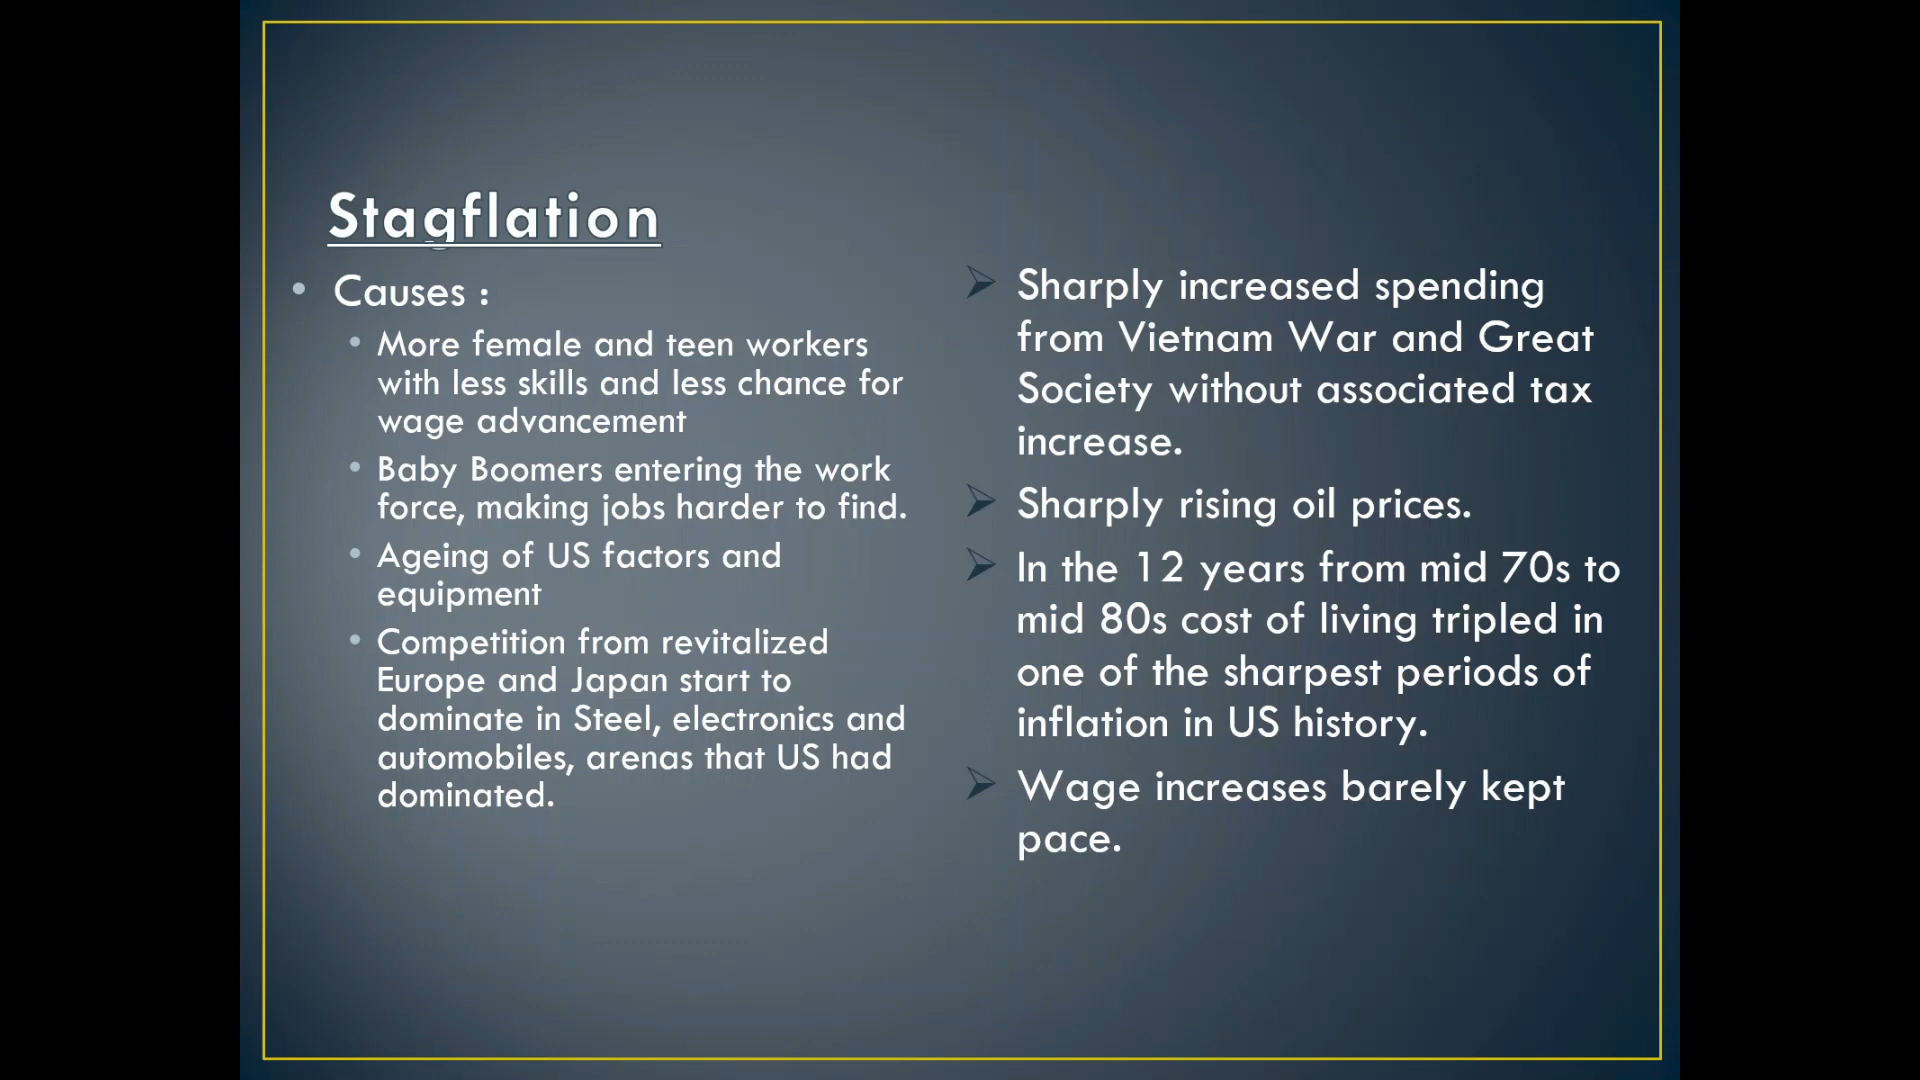 Stagflation
Causes :
More female and teen workers
with less skills and less chance for
wage advancement
Baby Boomers entering the work
force, making jobs harder to find.
Ageing of US factors and
equipment
Competition from revitalized
Europe and Japan start to
dominate in Steel, electronics and
automobiles, arenas that US had
dominated.
Sharply increased spending
from Vietnam War and Great
Society without associated tax
increase.
Sharply rising oil prices.
In the 12 years from mid 70s to
mid 80s cost of living tripled in
one of the sharpest periods of
inflation in US history.
Wage increases barely kept
pace.